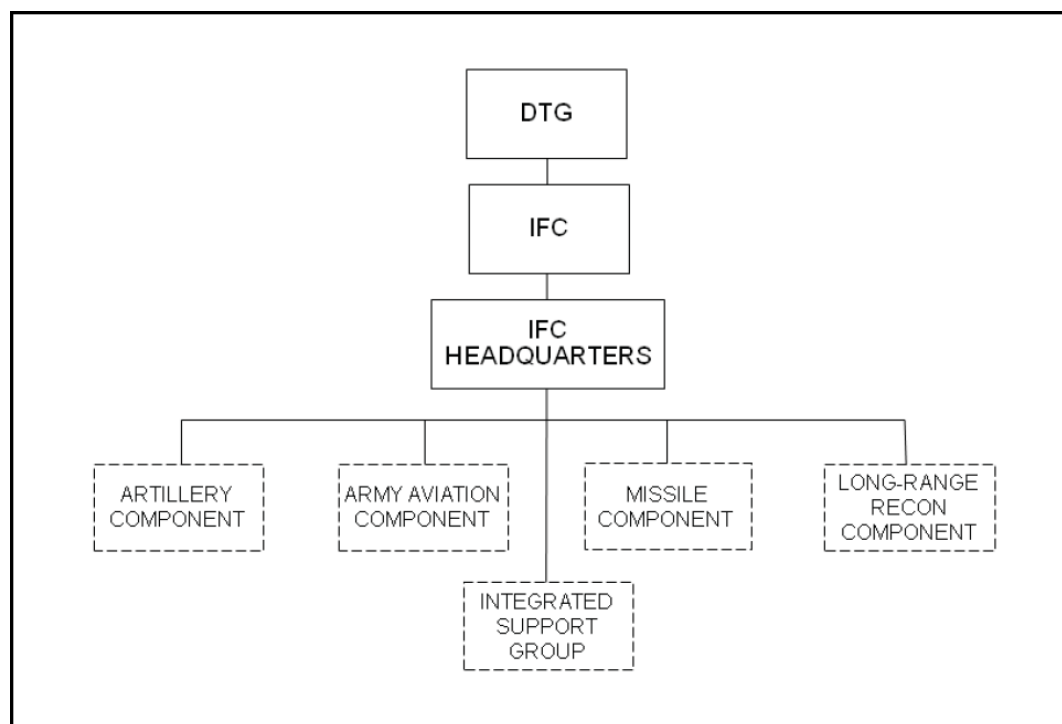 DTG
IFC
IFC
HEADQUARTERS
ARTILLERY
COMPONENT
ARMY AVIATION
COMPONENT
MISSILE
COMPONENT
LONG-RANGE
RECON
COMPONENT
INTEGRATED
SUPPORT
GROUP